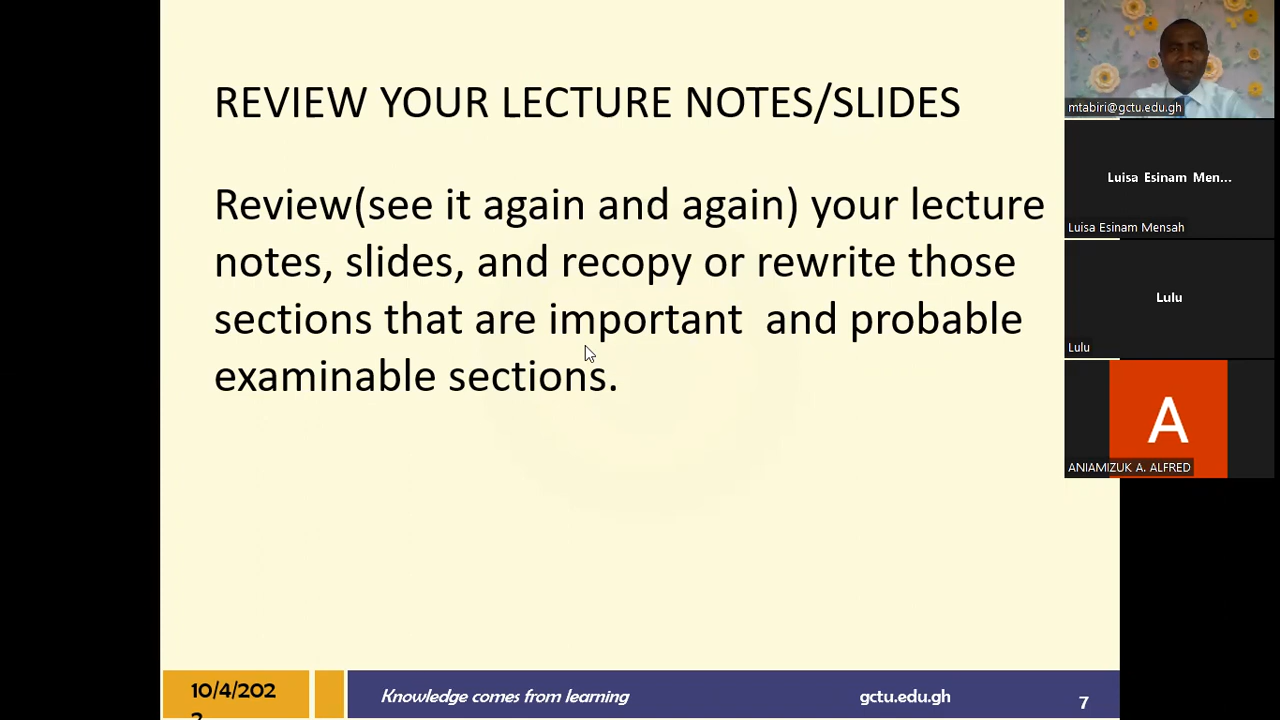 REVIEW YOUR LECTURE NOTES/SLIDES
Review(see it again and again) your lecture
notes, slides, and recopy or rewrite those
sections that are important  and probable
examinable sections.
10/4/202
Knowledge comes from learning
gctu.edu.gh
7
mtabiri@gctu.edu.gh
Luisa Esinam Men...
Luisa Esinam Mensah
Lulu
Lulu
A
ANIAMIZUK A. ALFRED